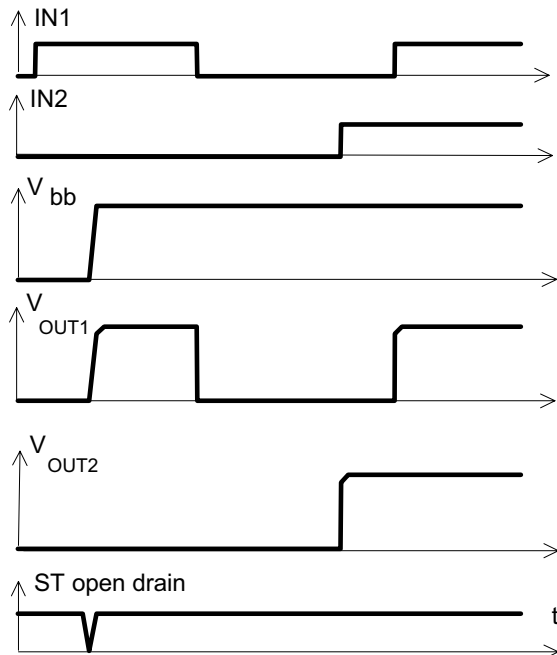 IN1
IN2
V bb
V OUT1
V OUT2
ST open drain
t